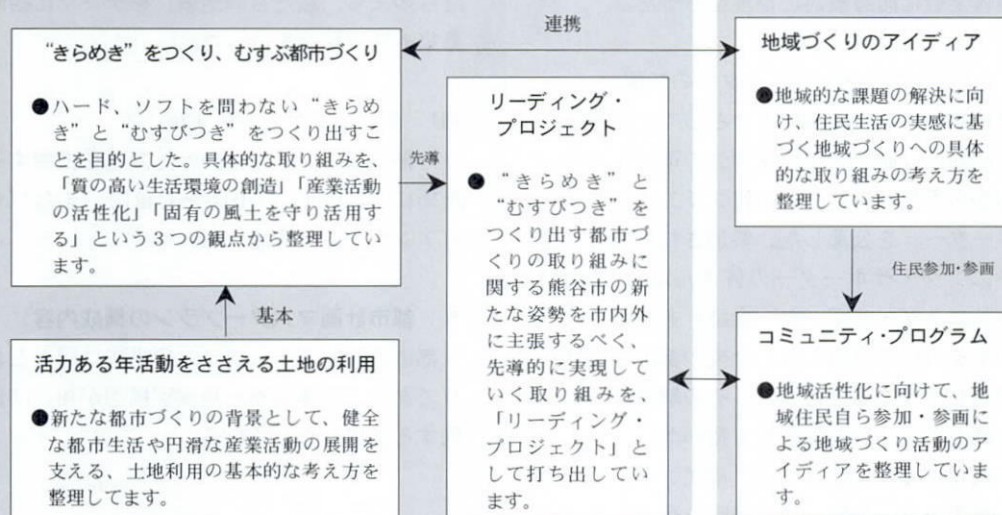 連携
“きらめき”をつくり、むすぶ都市づくり
●ハード、ソフトを問わない“きらめ
き”と“むすびつき”をつくり出すこ
とを目的とした。具体的な取り組みを、
「質の高い生活環境の創造」「産業活動
の活性化」「固有の風土を守り活用す
る」という3つの観点から整理してい
ます。
基本
活力ある年活動をささえる土地の利用
●新たな都市づくりの背景として、健全
な都市生活や円滑な産業活動の展開を
支える、土地利用の基本的な考え方を
整理してます。
先導
リーディング・
プロジェクト
●“きらめき”と
“むすびつき”を
つくり出す都市づ
くりの取り組みに
関する熊谷市の新
たな姿勢を市内外
に主張するべく、
先導的に実現して
いく取り組みを、
「リーディング・
プロジェクト」と
して打ち出してい
ます。
地域づくりのアイディア
●地域的な課題の解決に向
け、住民生活の実感に基
づく地域づくりへの具体
的な取り組みの考え方を
整理しています。
住民参加・参画
コミュニティ・プログラム
●地域活性化に向けて、地
域住民自ら参加・参画に
よる地域づくり活動のア
イディアを整理していま
す。